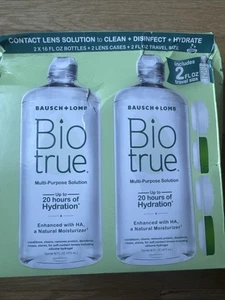 CONTACT LENS SOLUTION to CLEAN + DISINFECT + HYDRATE
2 X 16 FL OZ BOTTLES + 2 LENS CASES + 2 FL OZ TRAVEL SIZE
Includes
2 FL OZ
travel size
BAUSCH + LOMB
Bio
true
Multi-Purpose Solution
Up to
20 hours of
Hydration
Enhanced with HA,
a Natural Moisturizer
BAUSCH + LOMB
Bio
true
Multi-Purpose Solution
Up to
20 hours of
Hydration
Enhanced with HA,
a Natural Moisturizer